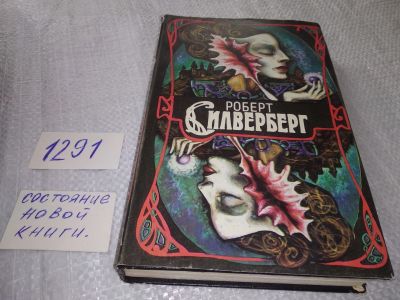 1291
СОСТОЯНИЕ
НОВОЙ
КНИГИ.
РОБЕРТ
СИЛВЕРБЕРГ